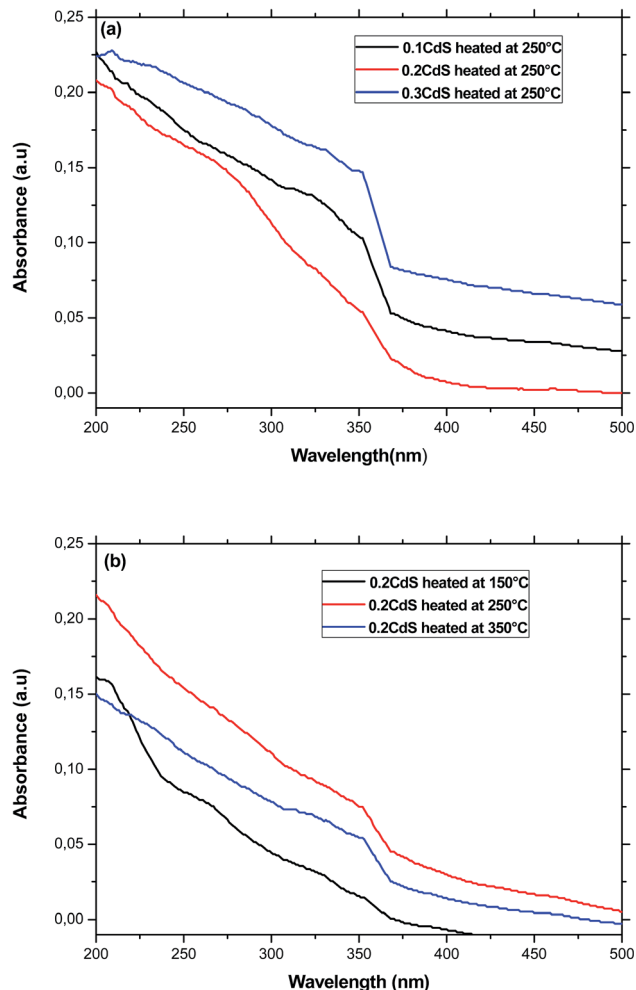 (a)
0.1CdS heated at 250°C
0.2CdS heated at 250°C
0.3CdS heated at 250°C
0,25
0,20
0,15
0,10
0,05
0,00
Absorbance (a.u)
200 250 300 350 400 450 500
Wavelength(nm)
(b)
0.2CdS heated at 150°C
0.2CdS heated at 250°C
0.2CdS heated at 350°C
0,25
0,20
0,15
0,10
0,05
0,00
Absorbance (a.u)
200 250 300 350 400 450 500
Wavelength (nm)